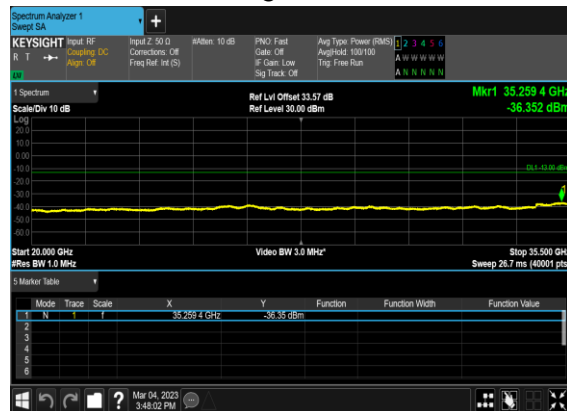 Spectrum Analyzer 1
Swept SA
+
KEYSIGHT Input: RF Input Z: 50 Ω #Atten: 10 dB PNO: Fast Avg Type: Power (RMS) 1 2 3 4 5 6
R T Coupling: DC Corrections: Off Gate: Off Avg|Hold: 100/100 A W W W W W
Align: Off Freq Ref: Int (S) IF Gain: Low Trig: Free Run
Sig Track: Off A N N N N N
1 Spectrum Ref Lvl Offset 33.57 dB Mkr1 35.259 4 GHz
Scale/Div 10 dB Ref Level 30.00 dBm -36.352 dBm
Log
20.0
10.0
0.00
-10.0 DL1 -13.00 dBm
-20.0
-30.0
-40.0
-50.0
-60.0
Start 20.000 GHz Video BW 3.0 MHz* Stop 35.500 GHz
#Res BW 1.0 MHz Sweep 26.7 ms (40001 pts)
5 Marker Table
Mode Trace Scale X Y Function Function Width Function Value
1 N 1 f 35.259 4 GHz -36.35 dBm
2
3
4
5
6
? Mar 04, 2023
3:48:02 PM